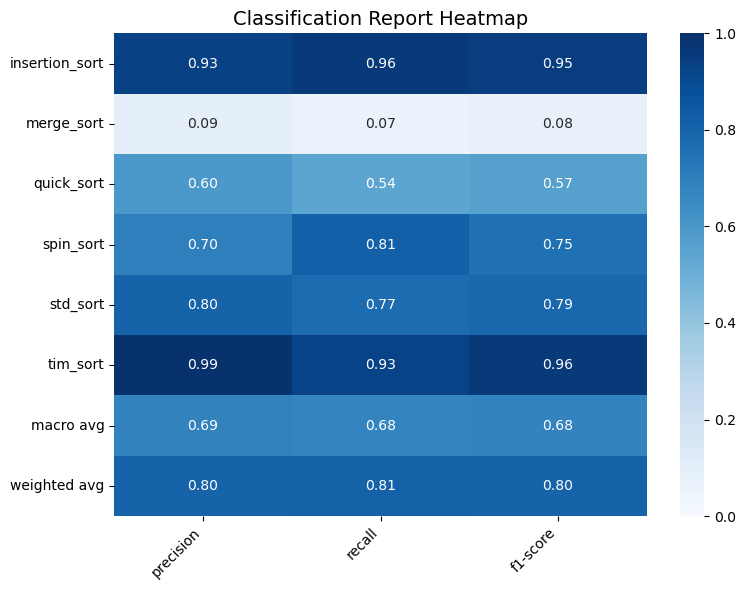 Classification Report Heatmap
insertion_sort 0.93 0.96 0.95
merge_sort 0.09 0.07 0.08
quick_sort 0.60 0.54 0.57
spin_sort 0.70 0.81 0.75
std_sort 0.80 0.77 0.79
tim_sort 0.99 0.93 0.96
macro avg 0.69 0.68 0.68
weighted avg 0.80 0.81 0.80
precision recall f1-score
1.0
0.8
0.6
0.4
0.2
0.0